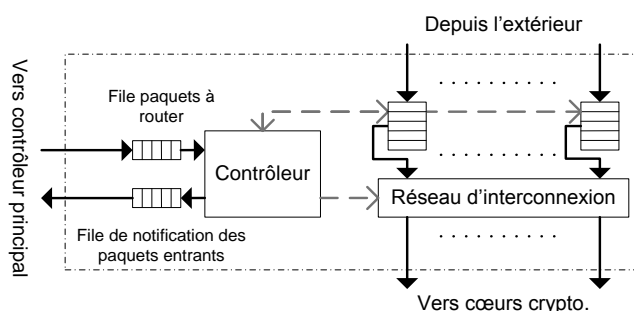 Depuis l'extérieur
Vers contrôleur principal
File paquets à
router
Contrôleur
Réseau d'interconnexion
File de notification des
paquets entrants
Vers cœurs crypto.